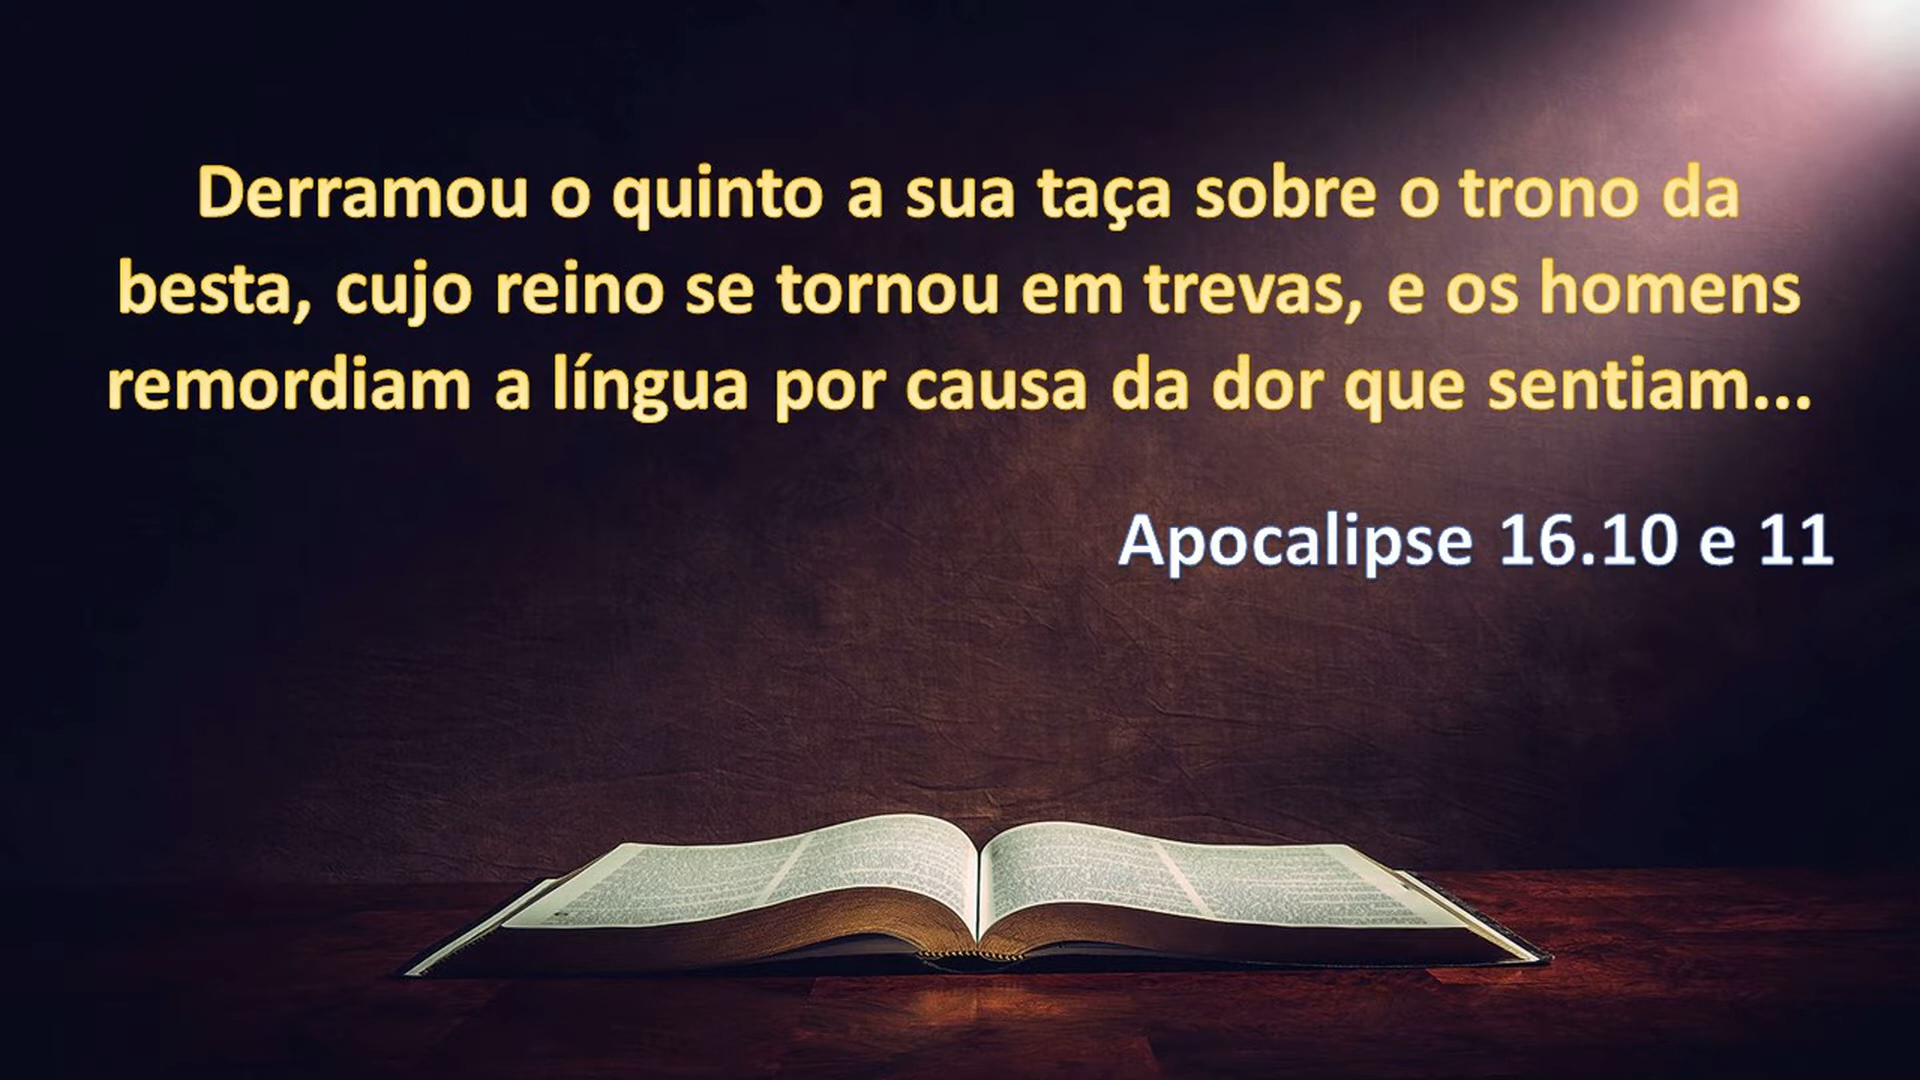 Derramou o quinto a sua taça sobre o trono da
besta, cujo reino se tornou em trevas, e os homens
remordiam a língua por causa da dor que sentiam...
Apocalipse 16.10 e 11